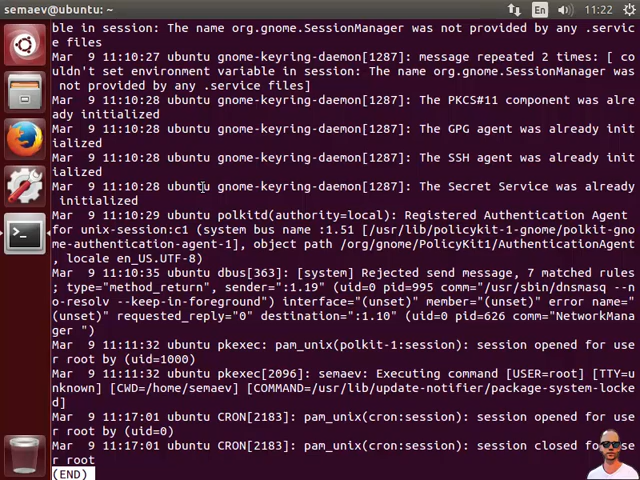 semaev@ubuntu: ~
En
11:22
ble in session: The name org.gnome.SessionManager was not provided by any .servic
e files
Mar  9 11:10:27 ubuntu gnome-keyring-daemon[1287]: message repeated 2 times: [ co
uldn't set environment variable in session: The name org.gnome.SessionManager was
 not provided by any .service files]
Mar  9 11:10:28 ubuntu gnome-keyring-daemon[1287]: The PKCS#11 component was alre
ady initialized
Mar  9 11:10:28 ubuntu gnome-keyring-daemon[1287]: The GPG agent was already init
ialized
Mar  9 11:10:28 ubuntu gnome-keyring-daemon[1287]: The SSH agent was already init
ialized
Mar  9 11:10:28 ubuntu gnome-keyring-daemon[1287]: The Secret Service was already
 initialized
Mar  9 11:10:29 ubuntu polkitd(authority=local): Registered Authentication Agent
for unix-session:c1 (system bus name :1.51 [/usr/lib/policykit-1-gnome/polkit-gno
me-authentication-agent-1], object path /org/gnome/PolicyKit1/AuthenticationAgent
, locale en_US.UTF-8)
Mar  9 11:10:35 ubuntu dbus[363]: [system] Rejected send message, 7 matched rules
; type="method_return", sender=":1.19" (uid=0 pid=995 comm="/usr/sbin/dnsmasq --n
o-resolv --keep-in-foreground") interface="(unset)" member="(unset)" error name="
(unset)" requested_reply="0" destination=":1.10" (uid=0 pid=626 comm="NetworkMana
ger ")
Mar  9 11:11:32 ubuntu pkexec: pam_unix(polkit-1:session): session opened for use
r root by (uid=1000)
Mar  9 11:11:32 ubuntu pkexec[2096]: semaev: Executing command [USER=root] [TTY=u
nknown] [CWD=/home/semaev] [COMMAND=/usr/lib/update-notifier/package-system-locke
d]
Mar  9 11:17:01 ubuntu CRON[2183]: pam_unix(cron:session): session opened for use
r root by (uid=0)
Mar  9 11:17:01 ubuntu CRON[2183]: pam_unix(cron:session): session closed for use
r root
(END)